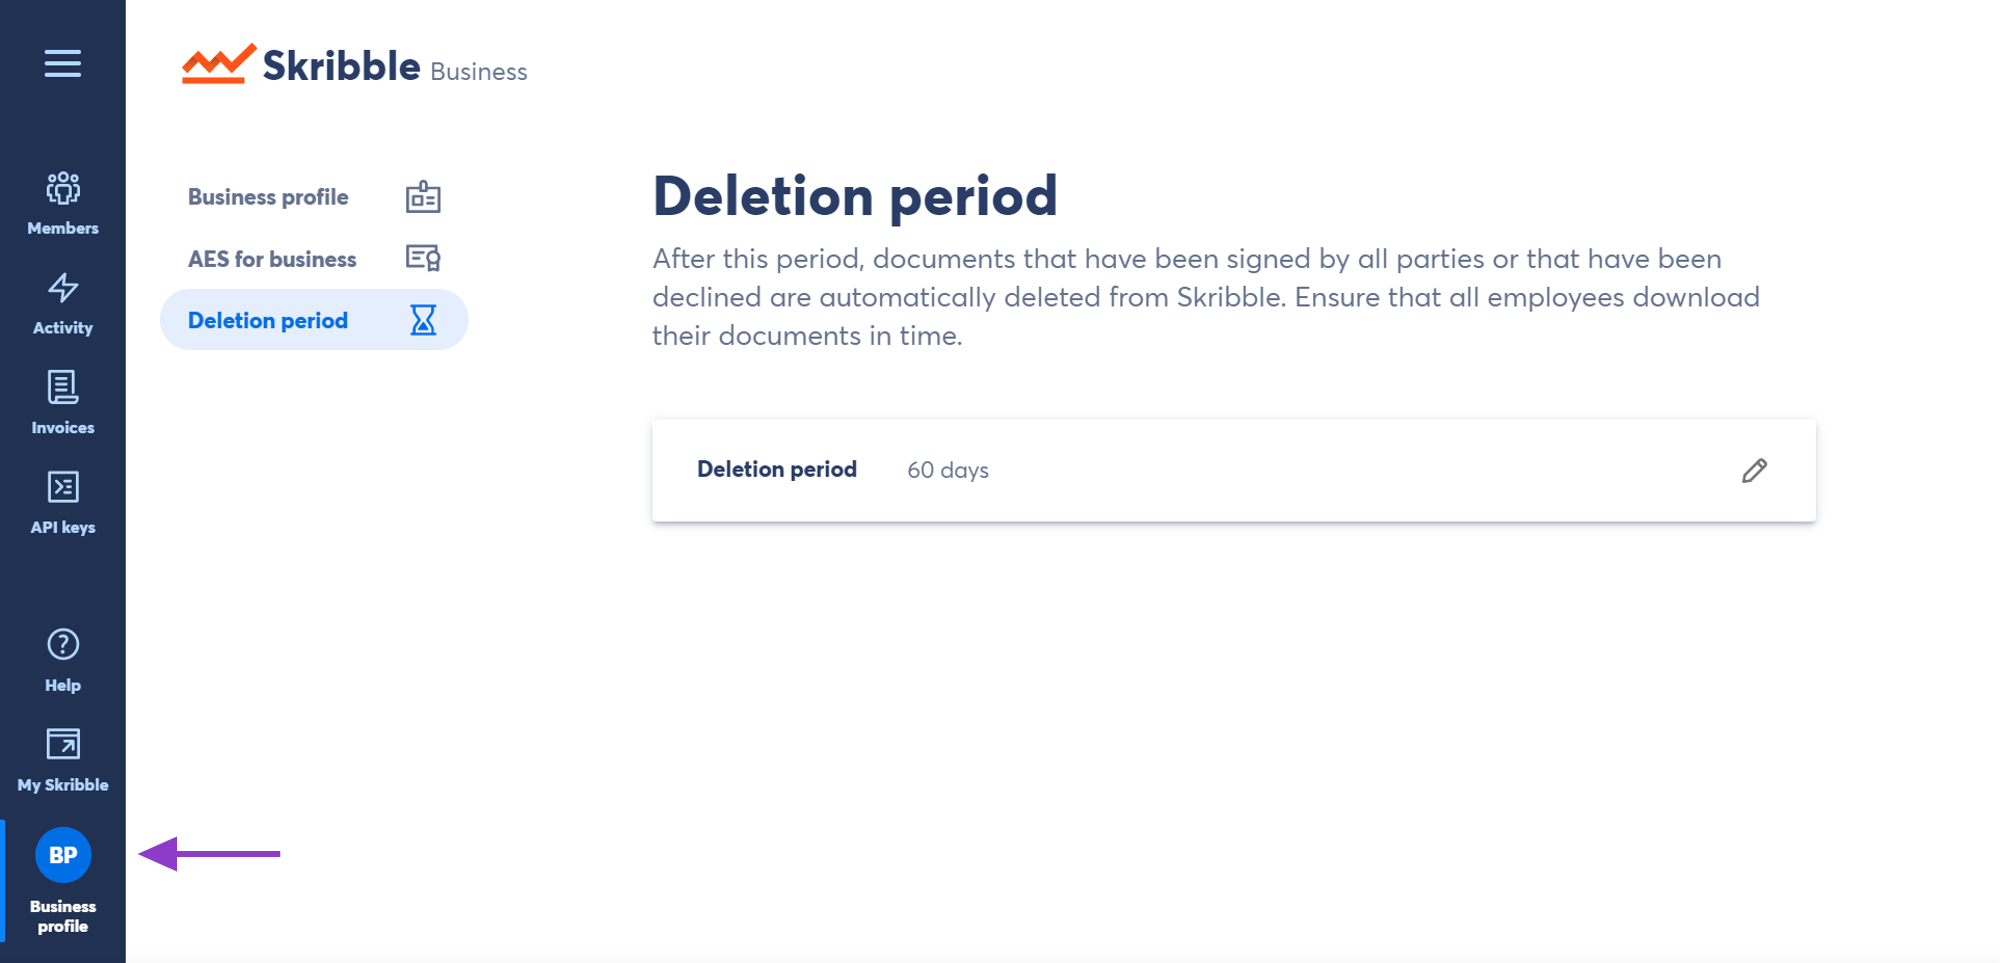 Skribble Business
Members
Activity
Invoices
API keys
Help
My Skribble
BP
Business
profile
Business profile
AES for business
Deletion period
Deletion period
After this period, documents that have been signed by all parties or that have been
declined are automatically deleted from Skribble. Ensure that all employees download
their documents in time.
Deletion period 60 days